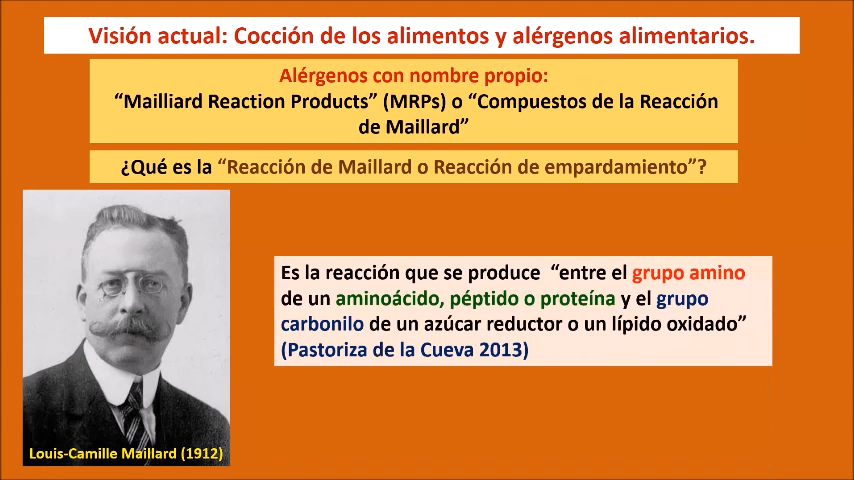 Visión actual: Cocción de los alimentos y alérgenos alimentarios.
Alérgenos con nombre propio:
“Mailliard Reaction Products” (MRPs) o “Compuestos de la Reacción
de Maillard”
¿Qué es la “Reacción de Maillard o Reacción de empardamiento”?
Es la reacción que se produce “entre el grupo amino
de un aminoácido, péptido o proteína y el grupo
carbonilo de un azúcar reductor o un lípido oxidado”
(Pastoriza de la Cueva 2013)
Louis-Camille Maillard (1912)